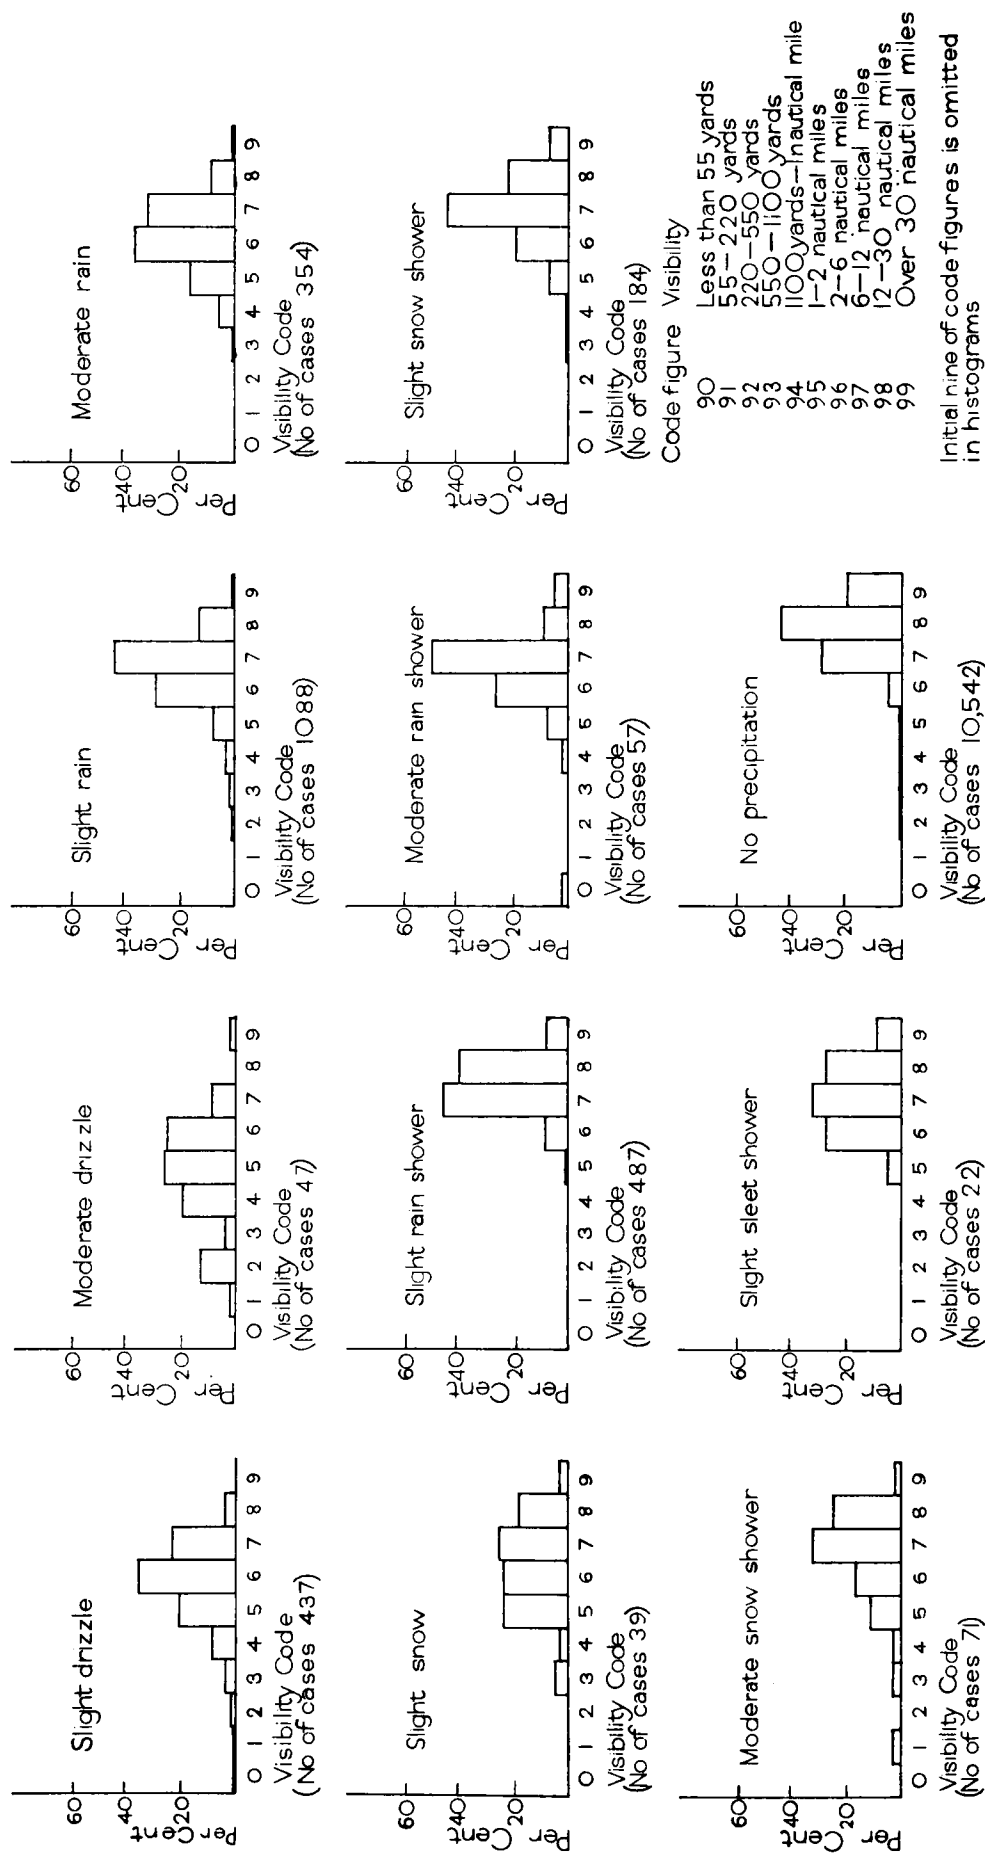 Slight drizzle
60
40
20
Per Cent
0 1 2 3 4 5 6 7 8 9
Visibility Code
(No of cases 437)
Moderate drizzle
60
40
20
Per Cent
0 1 2 3 4 5 6 7 8 9
Visibility Code
(No of cases 47)
Slight rain
60
40
20
Per Cent
0 1 2 3 4 5 6 7 8 9
Visibility Code
(No of cases 1088)
Moderate rain
60
40
20
Per Cent
0 1 2 3 4 5 6 7 8 9
Visibility Code
(No of cases 354)
Slight snow
60
40
20
Per Cent
0 1 2 3 4 5 6 7 8 9
Visibility Code
(No of cases 39)
Slight rain shower
60
40
20
Per Cent
0 1 2 3 4 5 6 7 8 9
Visibility Code
(No of cases 487)
Moderate rain shower
60
40
20
Per Cent
0 1 2 3 4 5 6 7 8 9
Visibility Code
(No of cases 57)
Slight snow shower
60
40
20
Per Cent
0 1 2 3 4 5 6 7 8 9
Visibility Code
(No of cases 184)
Moderate snow shower
60
40
20
Per Cent
0 1 2 3 4 5 6 7 8 9
Visibility Code
(No of cases 71)
Slight sleet shower
60
40
20
Per Cent
0 1 2 3 4 5 6 7 8 9
Visibility Code
(No of cases 22)
No precipitation
60
40
20
Per Cent
0 1 2 3 4 5 6 7 8 9
Visibility Code
(No of cases 10,542)
Code figure Visibility
90 Less than 55 yards
91 55–220 yards
92 220–550 yards
93 550–1100 yards
94 1100 yards–1 nautical mile
95 1–2 nautical miles
96 2–6 nautical miles
97 6–12 nautical miles
98 12–30 nautical miles
99 Over 30 nautical miles
Initial nine of code figures is omitted
in histograms